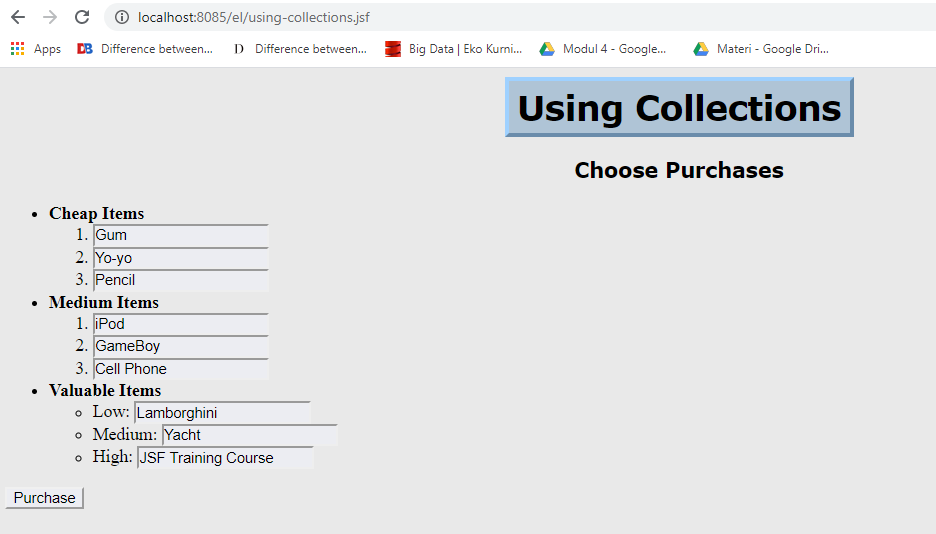 localhost:8085/el/using-collections.jsf
Apps Difference between... Difference between... Big Data | Eko Kurni... Modul 4 - Google... Materi - Google Dri...
Using Collections
Choose Purchases
• Cheap Items
1. Gum
2. Yo-yo
3. Pencil
• Medium Items
1. iPod
2. GameBoy
3. Cell Phone
• Valuable Items
○ Low: Lamborghini
○ Medium: Yacht
○ High: JSF Training Course
Purchase